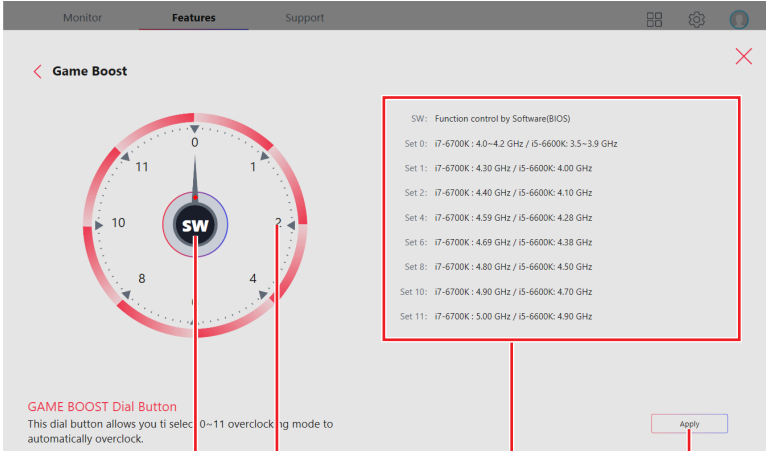 Monitor Features Support
Game Boost
0
11 1
SW
10 2
8 4
SW: Function control by Software(BIOS)
Set 0: i7-6700K : 4.0~4.2 GHz / i5-6600K: 3.5~3.9 GHz
Set 1: i7-6700K : 4.30 GHz / i5-6600K: 4.00 GHz
Set 2: i7-6700K : 4.40 GHz / i5-6600K: 4.10 GHz
Set 4: i7-6700K : 4.59 GHz / i5-6600K: 4.28 GHz
Set 6: i7-6700K : 4.69 GHz / i5-6600K: 4.38 GHz
Set 8: i7-6700K : 4.80 GHz / i5-6600K: 4.50 GHz
Set 10: i7-6700K : 4.90 GHz / i5-6600K: 4.70 GHz
Set 11: i7-6700K : 5.00 GHz / i5-6600K: 4.90 GHz
GAME BOOST Dial Button
This dial button allows you ti select 0~11 overclocking mode to
automatically overclock.
Apply